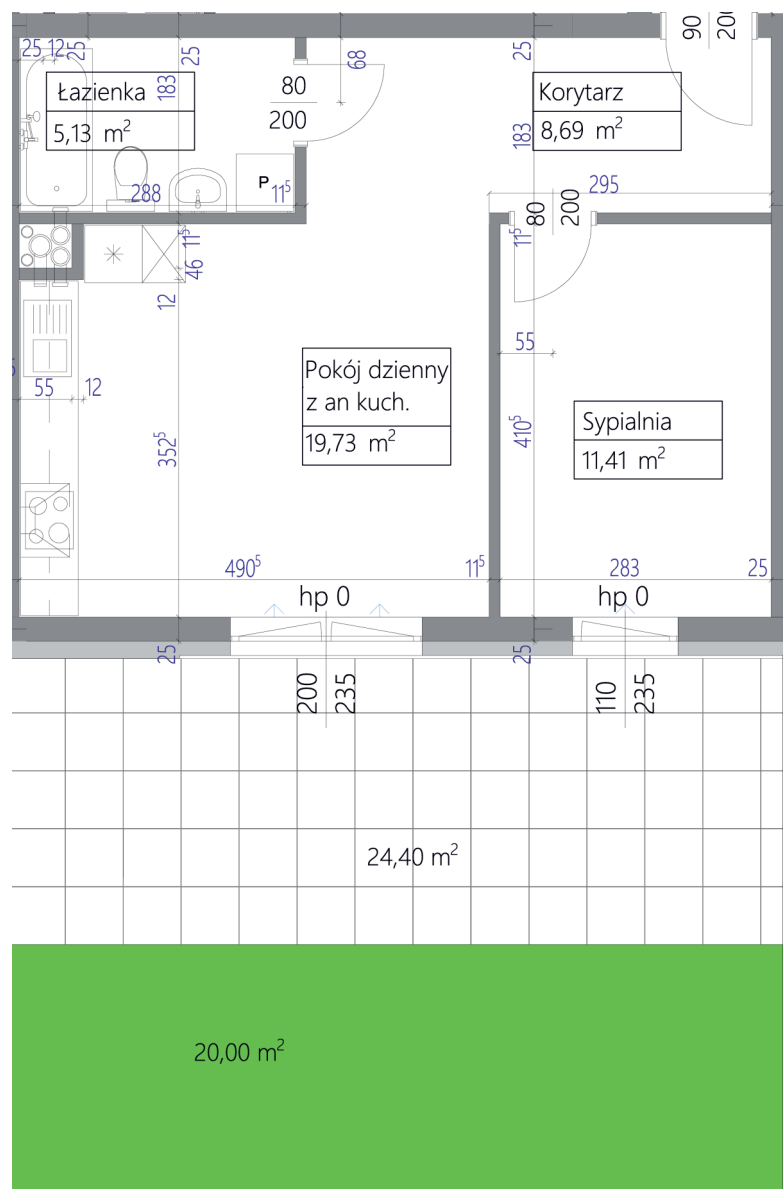 90
200
25
12
25
25
183
68
25
183
80
200
Łazienka
5,13 m²
Korytarz
8,69 m²
288
P
11⁵
295
80
200
11⁵
46
12
11⁵
55
12
55
Pokój dzienny
z an kuch.
19,73 m²
Sypialnia
11,41 m²
352⁵
410⁵
490⁵
11⁵
283
25
hp 0
hp 0
25
25
200
235
110
235
24,40 m²
20,00 m²